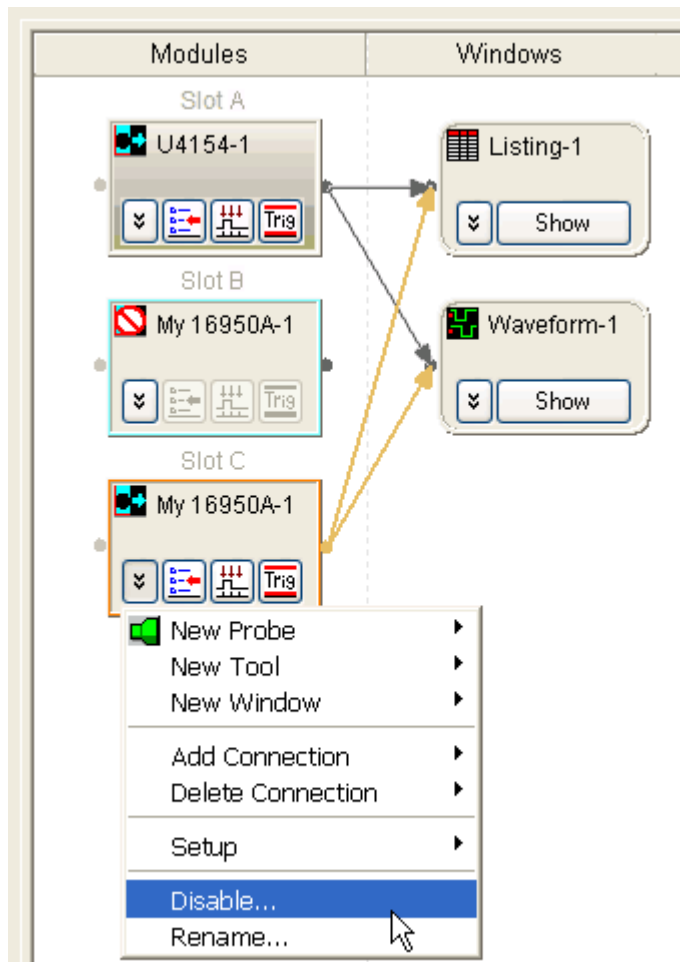 Modules Windows
Slot A
U4154-1 Listing-1
Trig Show
Slot B
My 16950A-1 Waveform-1
Trig Show
Slot C
My 16950A-1
Trig
New Probe
New Tool
New Window
Add Connection
Delete Connection
Setup
Disable...
Rename...